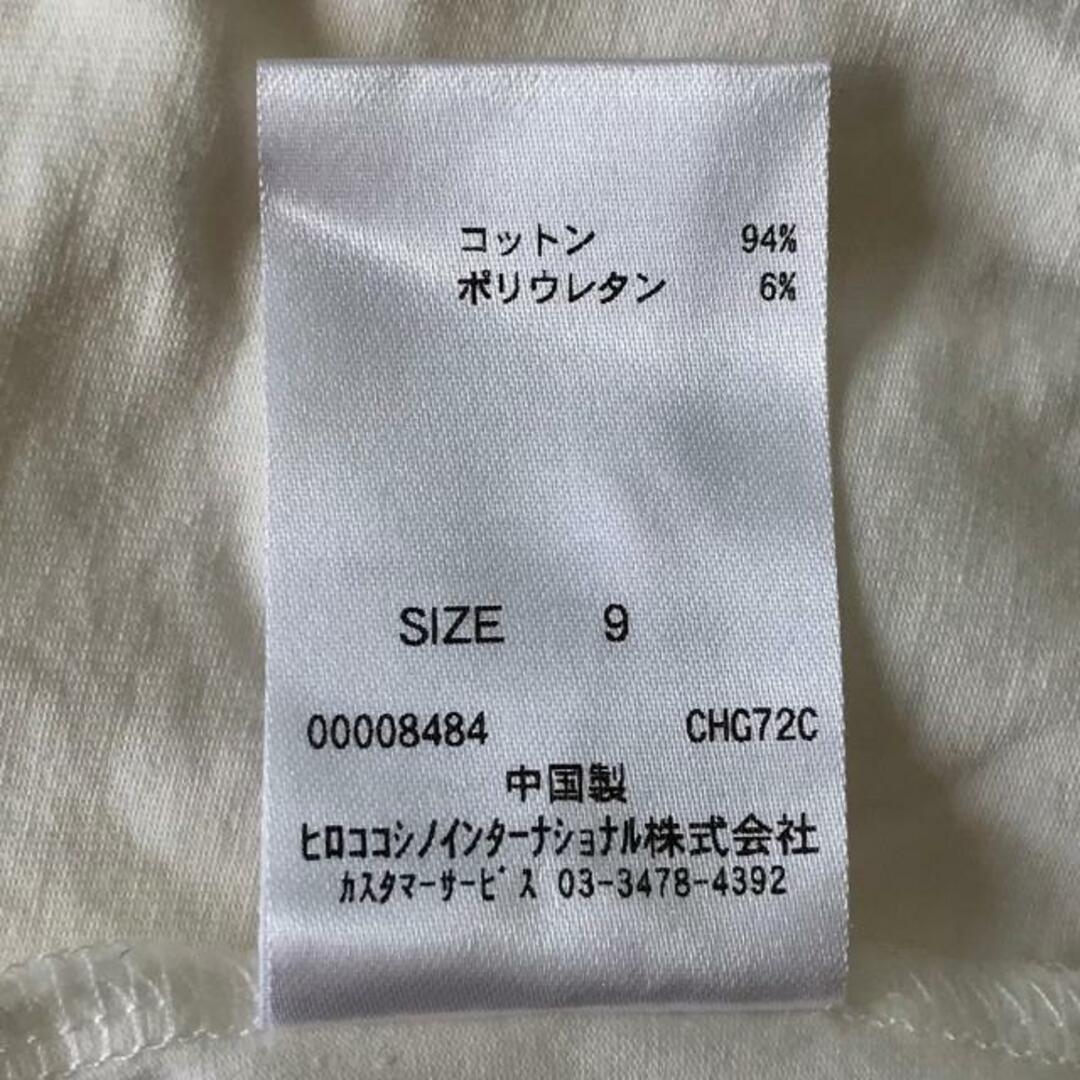 コットン 94%
ポリウレタン 6%
SIZE 9
00008484 CHG72C
中国製
ヒロココシノインターナショナル株式会社
カスタマーサービス 03-3478-4392